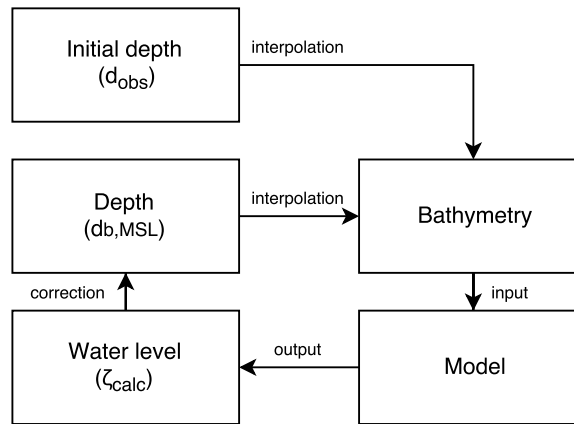 Initial depth
(dobs)
interpolation
Depth
(db,MSL)
interpolation
Bathymetry
correction
input
Water level
(ζcalc)
output
Model